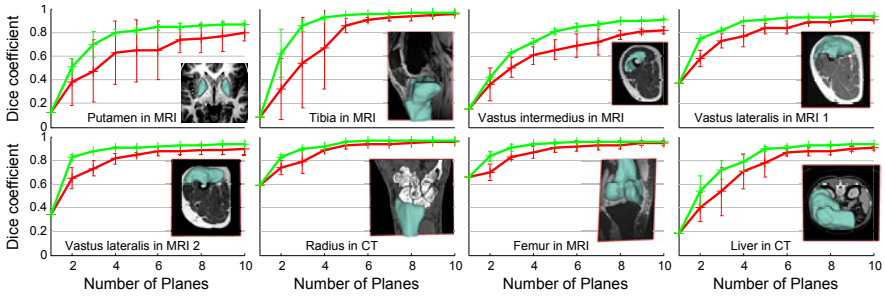 Dice coefficient
1
0.8
0.6
0.4
0.2
0
Putamen in MRI
Tibia in MRI
Vastus intermedius in MRI
Vastus lateralis in MRI 1
Dice coefficient
1
0.8
0.6
0.4
0.2
0
Vastus lateralis in MRI 2
Radius in CT
Femur in MRI
Liver in CT
2 4 6 8 10
2 4 6 8 10
2 4 6 8 10
2 4 6 8 10
Number of Planes
Number of Planes
Number of Planes
Number of Planes